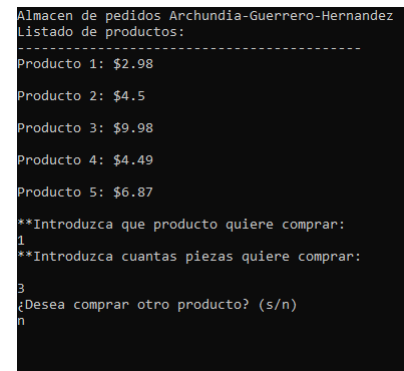 Almacen de pedidos Archundia-Guerrero-Hernandez
Listado de productos:
-------------------------------------------
Producto 1: $2.98
Producto 2: $4.5
Producto 3: $9.98
Producto 4: $4.49
Producto 5: $6.87
**Introduzca que producto quiere comprar:
1
**Introduzca cuantas piezas quiere comprar:
3
¿Desea comprar otro producto? (s/n)
n